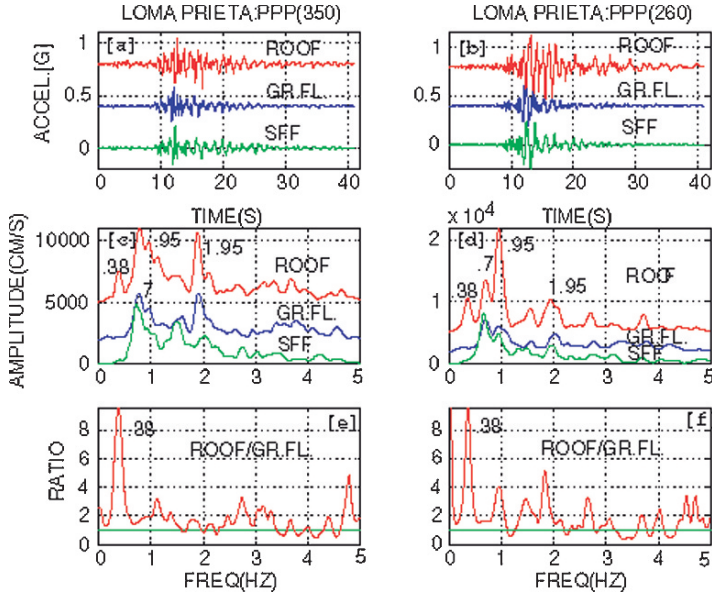 LOMA PRIETA:PPP(350)
LOMA PRIETA:PPP(260)
[a]
ROOF
GR.FL.
SFF
ACCEL.[G]
1
0.5
0
0 10 20 30 40
TIME(S)
[b]
ROOF
GR.FL.
SFF
1
0.5
0
0 10 20 30 40
TIME(S)
[c]
.95
1.95
.38
.7
ROOF
GR.FL.
SFF
AMPLITUDE(CM/S)
10000
5000
0
0 1 2 3 4 5
x 10^4
[d]
.95
.7
.38
1.95
ROOF
GR.FL.
SFF
2
1
0
0 1 2 3 4 5
[e]
.38
ROOF/GR.FL.
RATIO
8
6
4
2
0
0 1 2 3 4 5
FREQ(HZ)
[f
.38
ROOF/GR.FL
8
6
4
2
0
0 1 2 3 4 5
FREQ(HZ)